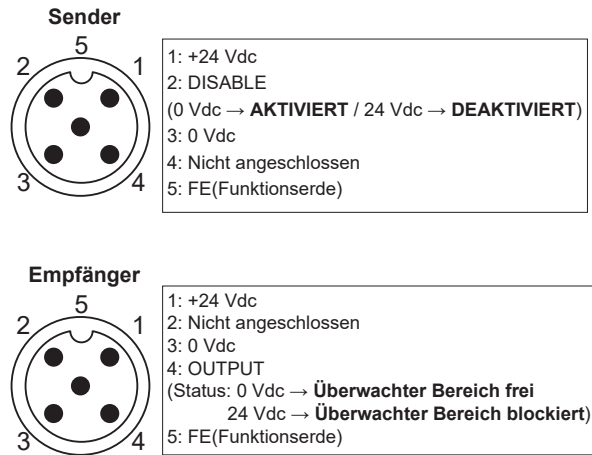 Sender
5
2 1
3 4
1: +24 Vdc
2: DISABLE
(0 Vdc → AKTIVIERT / 24 Vdc → DEAKTIVIERT)
3: 0 Vdc
4: Nicht angeschlossen
5: FE(Funktionserde)
Empfänger
5
2 1
3 4
1: +24 Vdc
2: Nicht angeschlossen
3: 0 Vdc
4: OUTPUT
(Status: 0 Vdc → Überwachter Bereich frei
24 Vdc → Überwachter Bereich blockiert)
5: FE(Funktionserde)